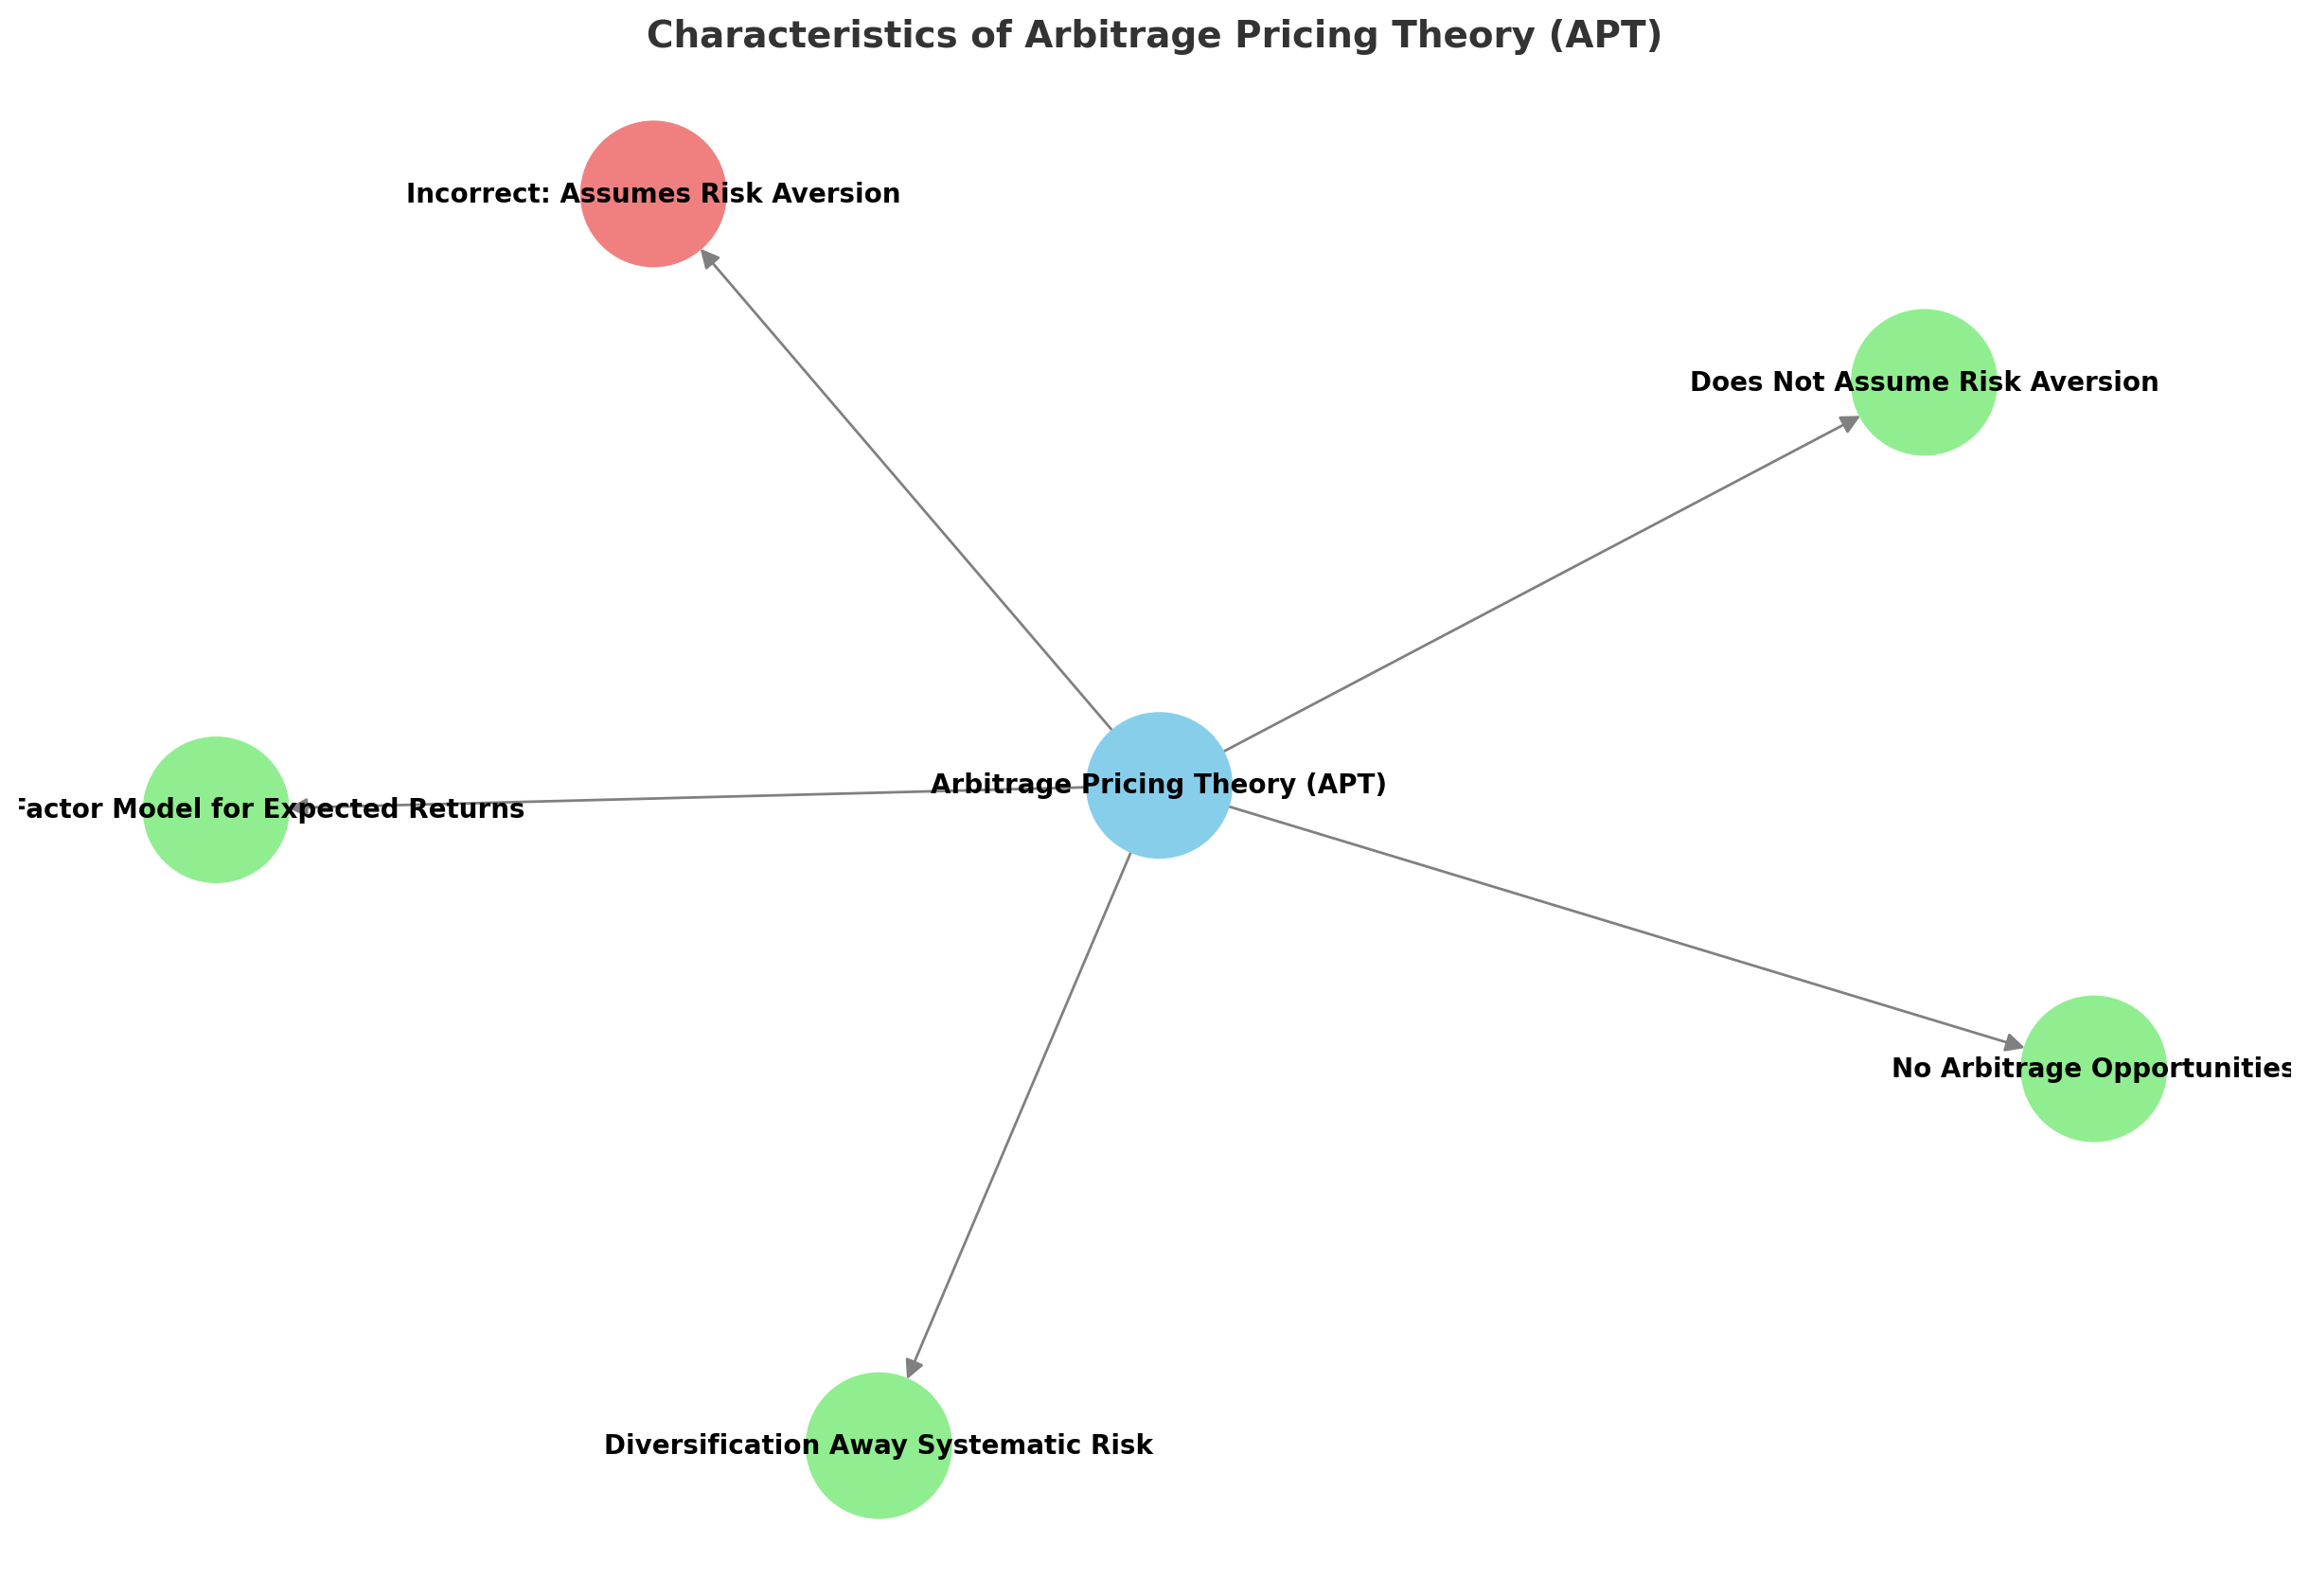 Characteristics of Arbitrage Pricing Theory (APT)
Incorrect: Assumes Risk Aversion
Does Not Assume Risk Aversion
Arbitrage Pricing Theory (APT)
Factor Model for Expected Returns
No Arbitrage Opportunities
Diversification Away Systematic Risk